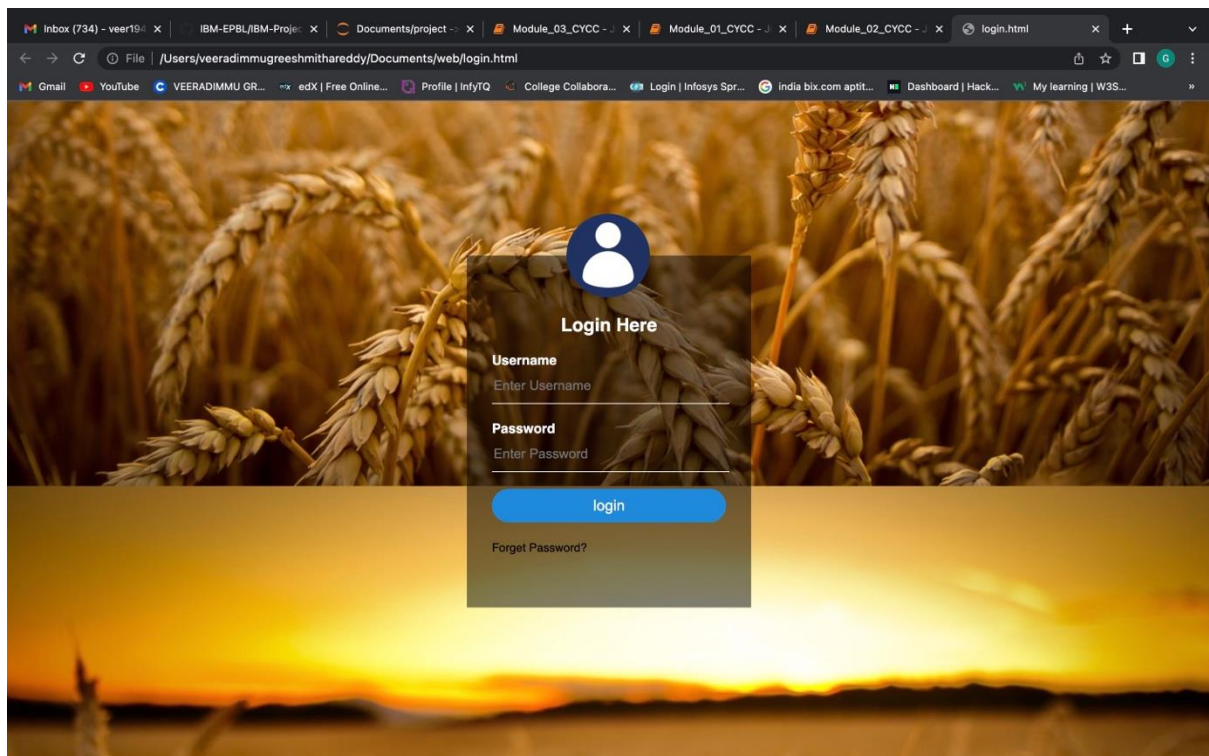 Inbox (734) - veer194
IBM-EPBL/IBM-Projec
Documents/project -
Module_03_CYCC - J
Module_01_CYCC - J
Module_02_CYCC - J
login.html
File | /Users/veeradimmugreeshmithareddy/Documents/web/login.html
G
Gmail
YouTube
VEERADIMMU GR...
edX | Free Online...
Profile | InfyTQ
College Collabora...
Login | Infosys Spr...
india bix.com aptit...
Dashboard | Hack...
My learning | W3S...
Login Here
Username
Enter Username
Password
Enter Password
login
Forget Password?